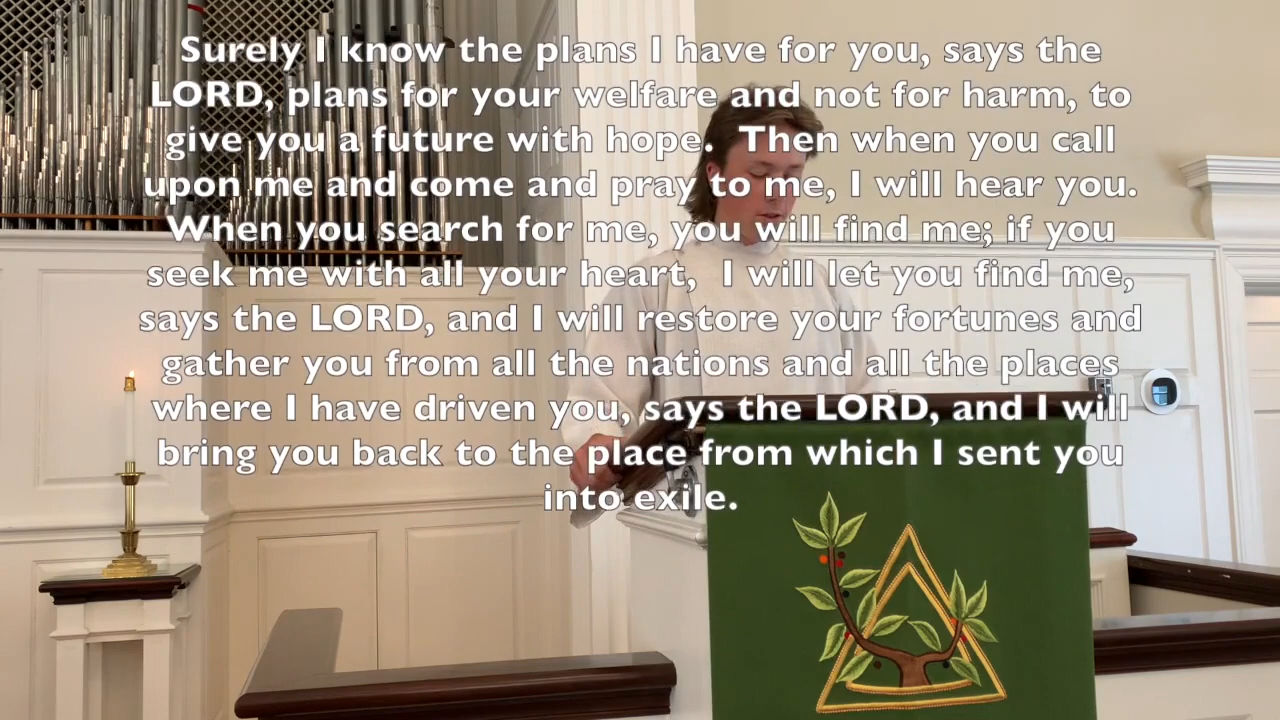 Surely I know the plans I have for you, says the
LORD, plans for your welfare and not for harm, to
give you a future with hope.  Then when you call
upon me and come and pray to me, I will hear you.
When you search for me, you will find me; if you
seek me with all your heart,  I will let you find me,
says the LORD, and I will restore your fortunes and
gather you from all the nations and all the places
where I have driven you, says the LORD, and I will
bring you back to the place from which I sent you
into exile.